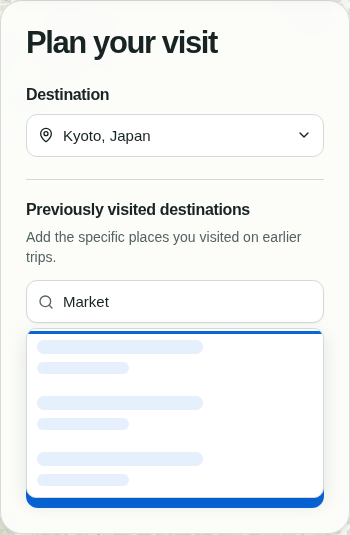 Plan your visit
Destination
Kyoto, Japan
Previously visited destinations
Add the specific places you visited on earlier
trips.
Market